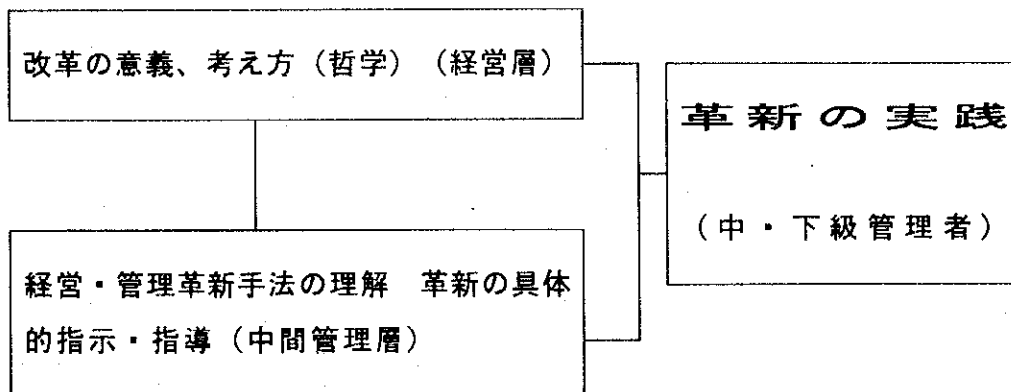 改革の意義、考え方（哲学）（経営層）
革新の実践
（中・下級管理者）
経営・管理革新手法の理解　革新の具体
的指示・指導（中間管理層）